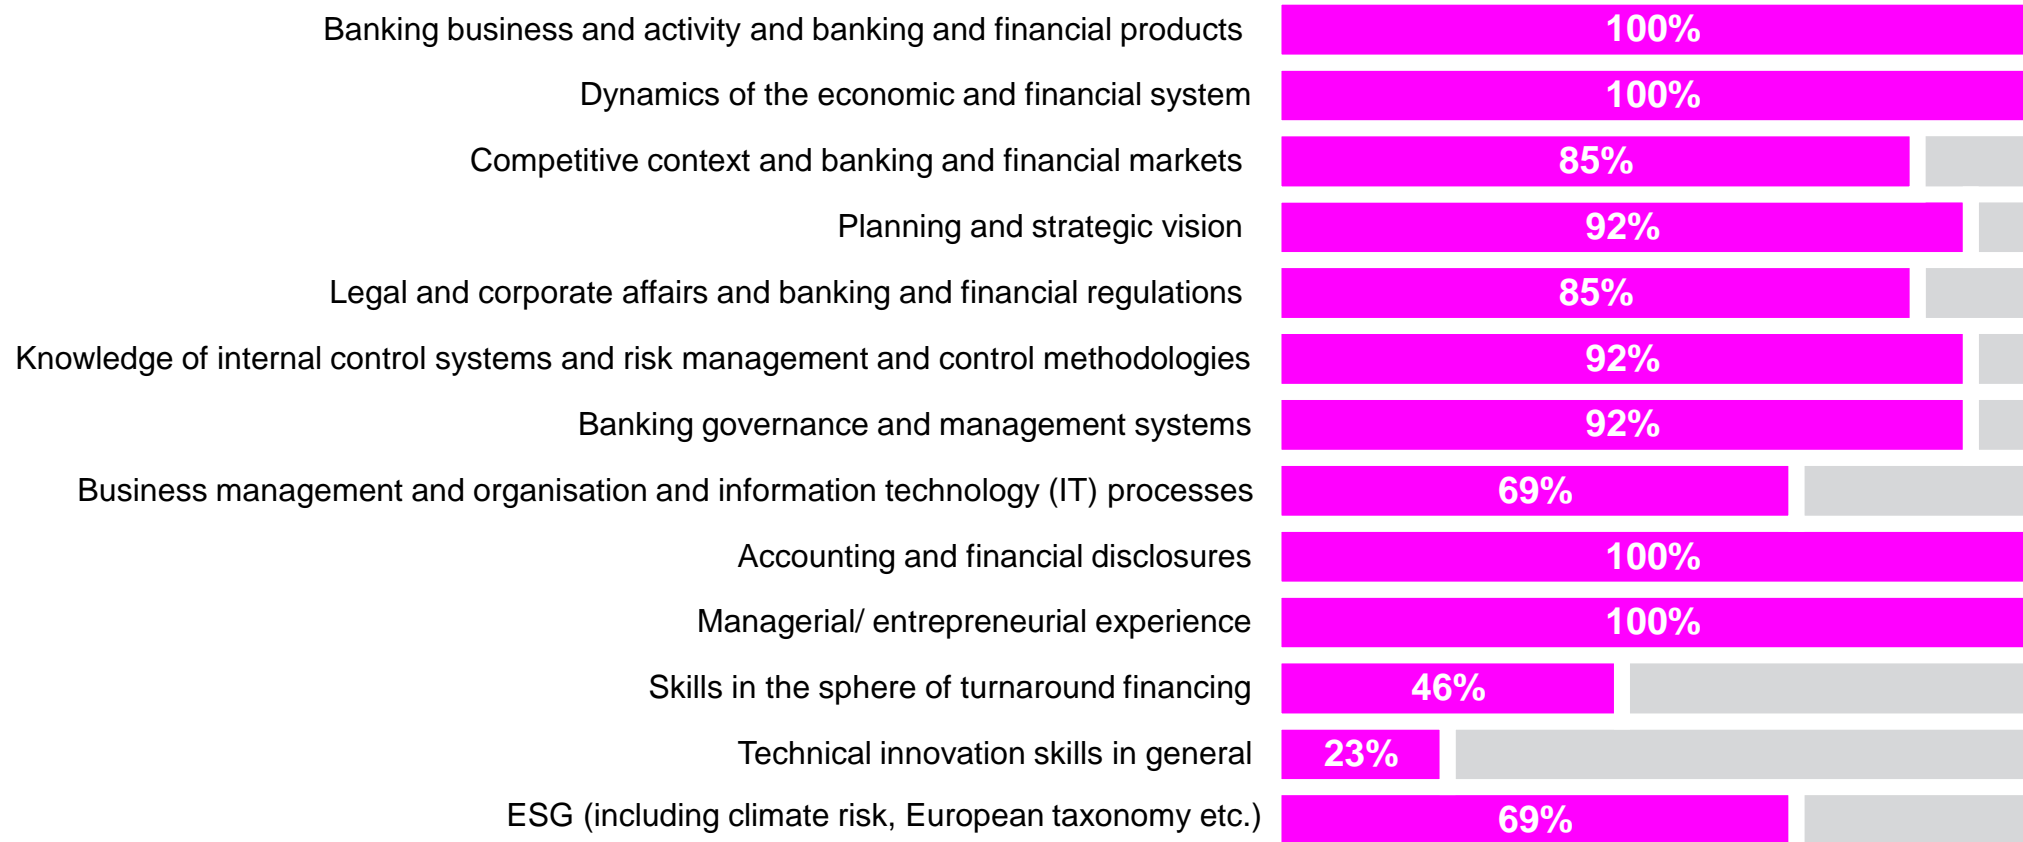 Banking business and activity and banking and financial products 100%
Dynamics of the economic and financial system 100%
Competitive context and banking and financial markets 85%
Planning and strategic vision 92%
Legal and corporate affairs and banking and financial regulations 85%
Knowledge of internal control systems and risk management and control methodologies 92%
Banking governance and management systems 92%
Business management and organisation and information technology (IT) processes 69%
Accounting and financial disclosures 100%
Managerial/ entrepreneurial experience 100%
Skills in the sphere of turnaround financing 46%
Technical innovation skills in general 23%
ESG (including climate risk, European taxonomy etc.) 69%